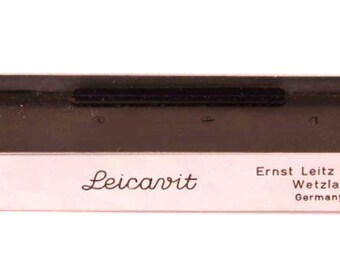 Leicavit
Ernst Leitz
Wetzla
Germany